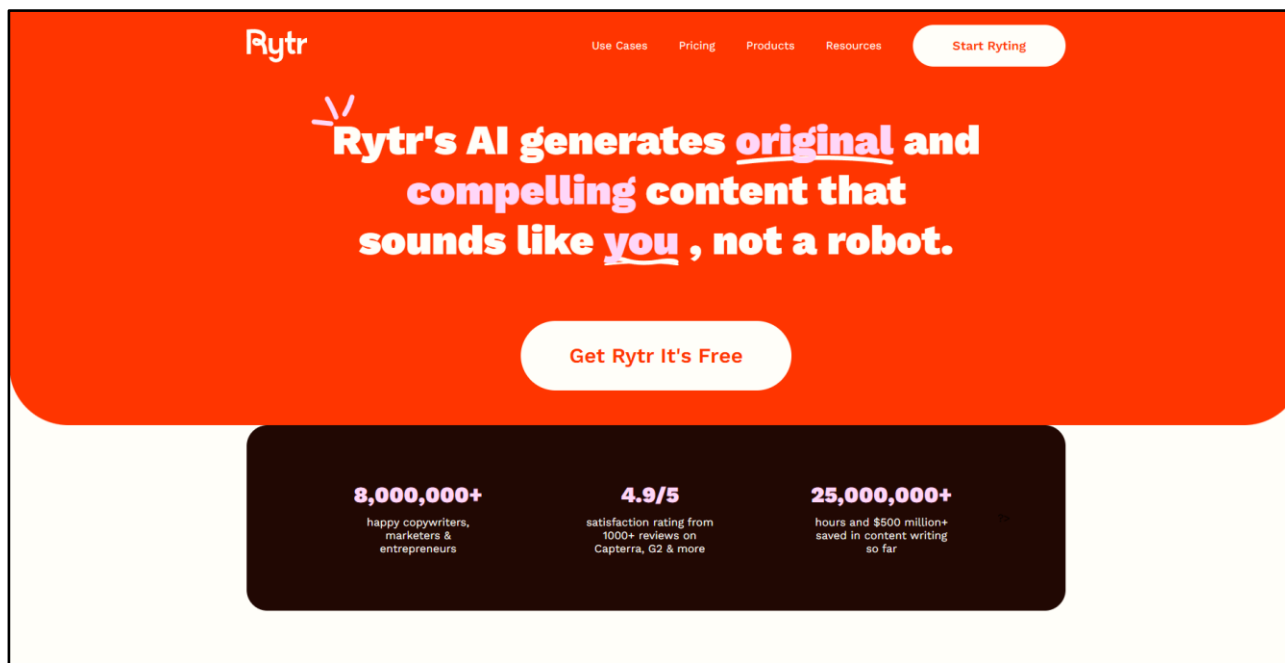 Rytr
Use Cases
Pricing
Products
Resources
Start Ryting
Rytr's AI generates original and
compelling content that
sounds like you , not a robot.
Get Rytr It's Free
8,000,000+
happy copywriters,
marketers &
entrepreneurs
4.9/5
satisfaction rating from
1000+ reviews on
Capterra, G2 & more
25,000,000+
hours and $500 million+
saved in content writing
so far